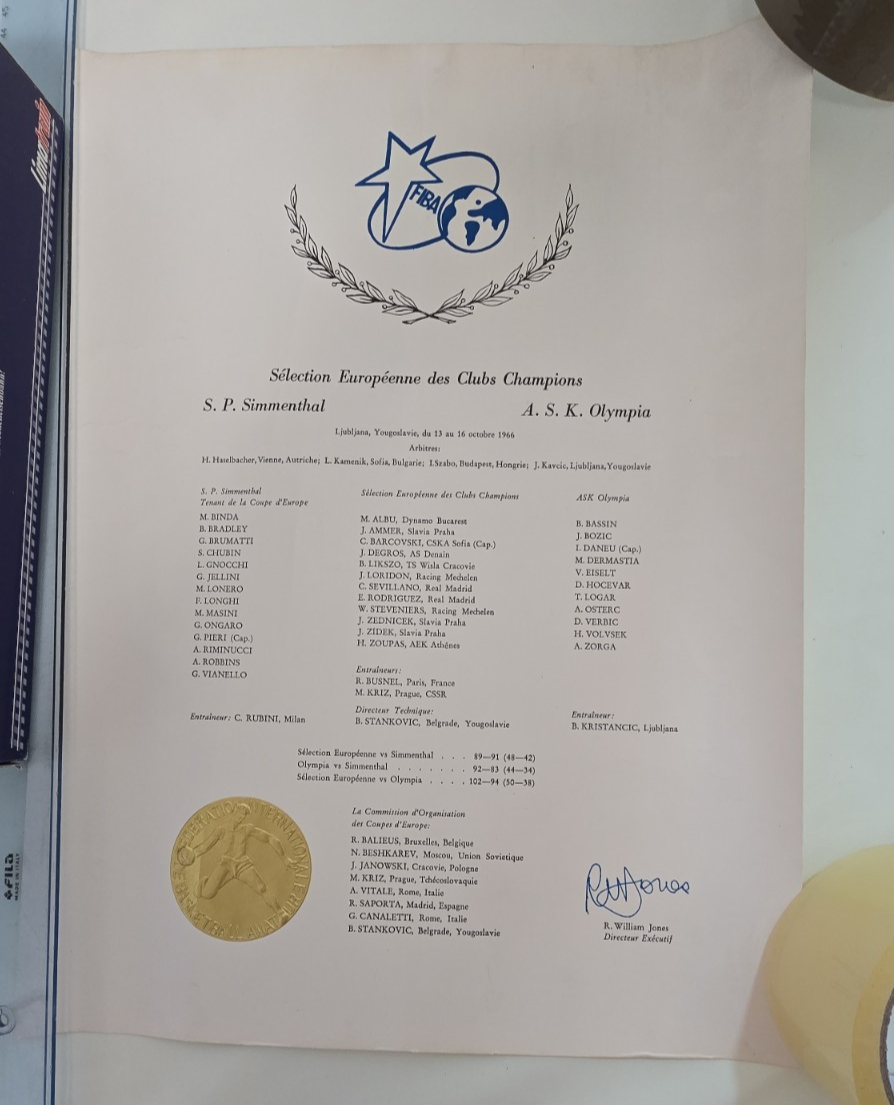 FIBA
Sélection Européenne des Clubs Champions
S. P. Simmenthal
A. S. K. Olympia
Ljubljana, Yougoslavie, du 13 au 16 octobre 1966
Arbitres:
H. Haselbacher, Vienne, Autriche; L. Kamenik, Sofia, Bulgarie; I. Szabo, Budapest, Hongrie; J. Kavcic, Ljubljana, Yougoslavie
S. P. Simmenthal
Tenant de la Coupe d'Europe
M. BINDA
B. BRADLEY
G. BRUMATTI
S. CHUBIN
L. GNOCCHI
G. JELLINI
M. LONERO
F. LONGHI
M. MASINI
G. ONGARO
G. PIERI (Cap.)
A. RIMINUCCI
A. ROBBINS
G. VIANELLO
Entraîneur: C. RUBINI, Milan
Sélection Européenne des Clubs Champions
M. ALBU, Dynamo Bucarest
J. AMMER, Slavia Praha
C. BARCOVSKI, CSKA Sofia (Cap.)
J. DEGROS, AS Denain
B. LIKSZO, TS Wisla Cracovie
J. LORIDON, Racing Mechelen
C. SEVILLANO, Real Madrid
E. RODRIGUEZ, Real Madrid
W. STEVENIERS, Racing Mechelen
J. ZEDNICEK, Slavia Praha
J. ZIDEK, Slavia Praha
H. ZOUPAS, AEK Athènes
Entraîneurs:
R. BUSNEL, Paris, France
M. KRIZ, Prague, CSSR
Directeur Technique:
B. STANKOVIC, Belgrade, Yougoslavie
ASK Olympia
B. BASSIN
J. BOZIC
I. DANEU (Cap.)
M. DERMASTIA
V. EISELT
D. HOCEVAR
T. LOGAR
A. OSTERC
D. VERBIC
H. VOLVSEK
A. ZORGA
Entraîneur:
B. KRISTANCIC, Ljubljana
Sélection Européenne vs Simmenthal . . . 89—91 (48—42)
Olympia vs Simmenthal . . . . . . . 92—83 (44—34)
Sélection Européenne vs Olympia . . . . 102—94 (50—38)
La Commission d'Organisation
des Coupes d'Europe:
R. BALIEUS, Bruxelles, Belgique
N. BESHKAREV, Moscou, Union Sovietique
J. JANOWSKI, Cracovie, Pologne
M. KRIZ, Prague, Tchécoslovaquie
A. VITALE, Rome, Italie
R. SAPORTA, Madrid, Espagne
G. CANALETTI, Rome, Italie
B. STANKOVIC, Belgrade, Yougoslavie
R W Jones
R. William Jones
Directeur Exécutif
FILA
MADE IN ITALY